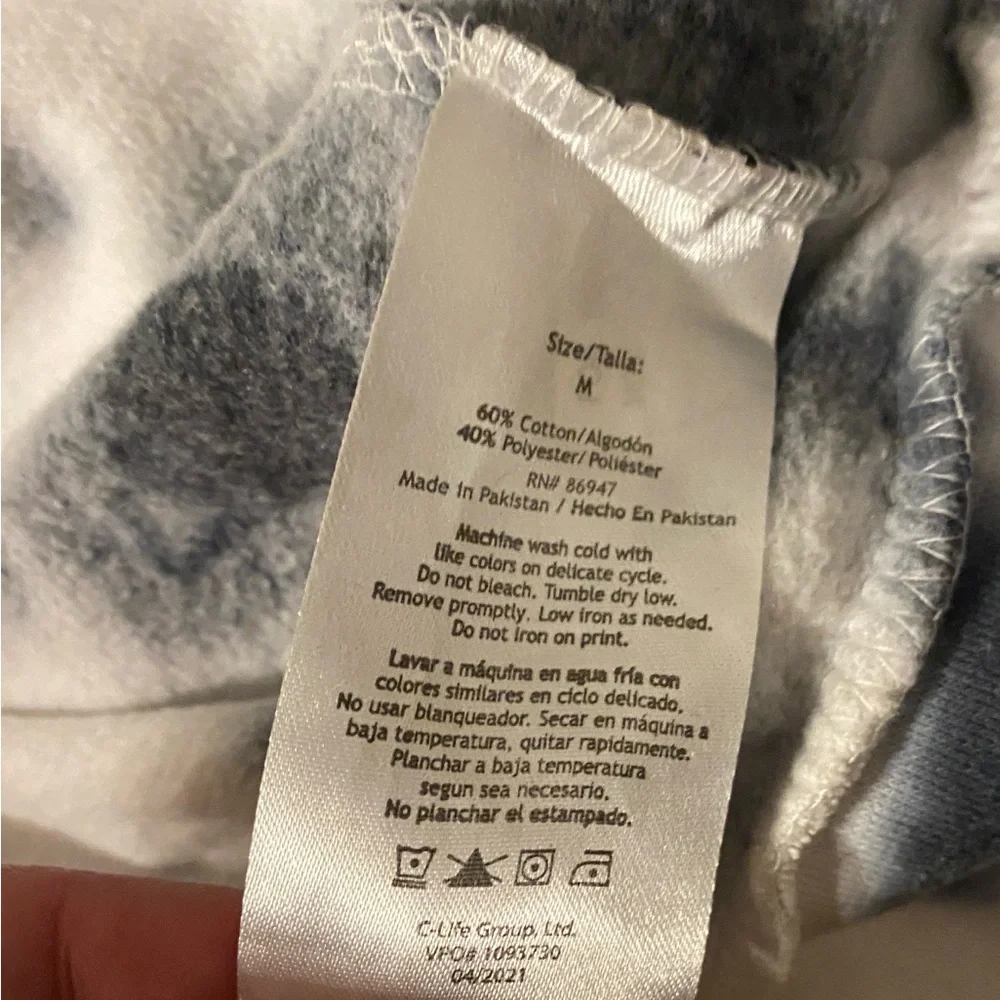 Size/Talla:
M
60% Cotton/Algodón
40% Polyester/Poliéster
RN# 86947
Made in Pakistan / Hecho En Pakistan
Machine wash cold with
like colors on delicate cycle.
Do not bleach. Tumble dry low.
Remove promptly. Low iron as needed.
Do not iron on print.
Lavar a máquina en agua fría con
colores similares en ciclo delicado.
No usar blanqueador. Secar en máquina a
baja temperatura, quitar rapidamente.
Planchar a baja temperatura
segun sea necesario.
No planchar el estampado.
C-Life Group, Ltd.
VPO# 1093730
04/2021